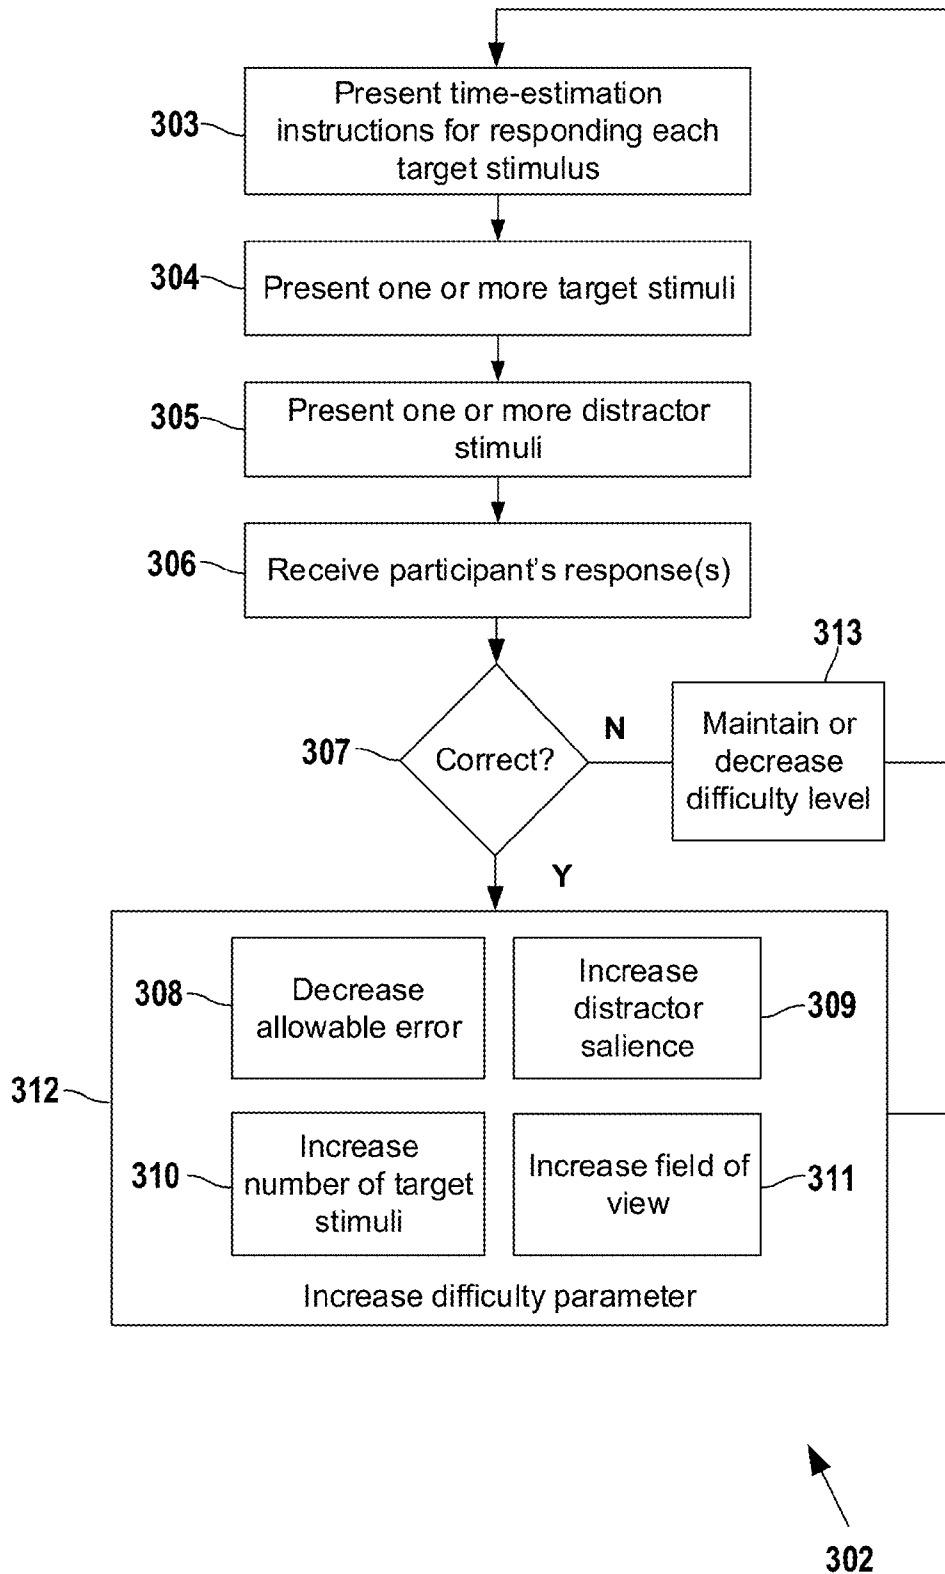 303
Present time-estimation
instructions for responding each
target stimulus
304
Present one or more target stimuli
305
Present one or more distractor
stimuli
306
Receive participant's response(s)
313
307
Correct?
N
Maintain or
decrease
difficulty level
Y
308
Decrease
allowable error
Increase
distractor
salience
309
312
310
Increase
number of target
stimuli
Increase field of
view
311
Increase difficulty parameter
302